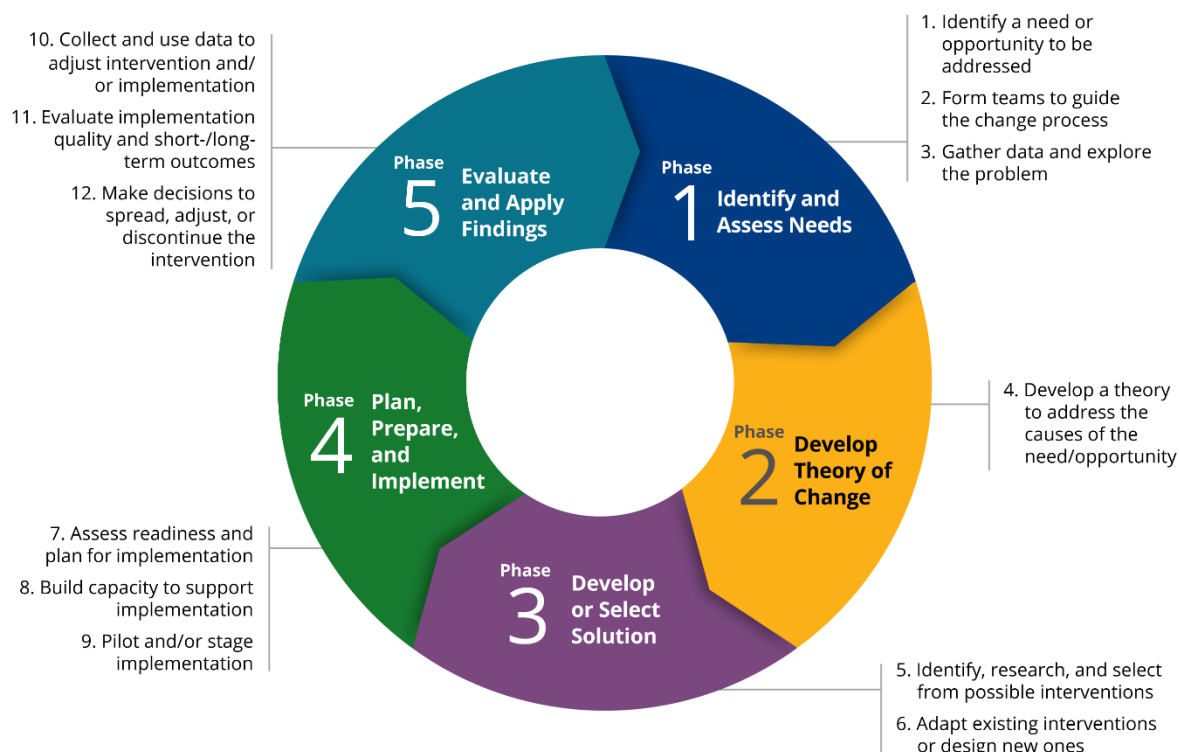 1. Identify a need or
opportunity to be
addressed
2. Form teams to guide
the change process
3. Gather data and explore
the problem
Phase
1
Identify and
Assess Needs
4. Develop a theory
to address the
causes of the
need/opportunity
Phase
2
Develop
Theory of
Change
5. Identify, research, and select
from possible interventions
6. Adapt existing interventions
or design new ones
Phase
3
Develop
or Select
Solution
7. Assess readiness and
plan for implementation
8. Build capacity to support
implementation
9. Pilot and/or stage
implementation
Phase
4
Plan,
Prepare,
and
Implement
10. Collect and use data to
adjust intervention and/
or implementation
11. Evaluate implementation
quality and short-/long-
term outcomes
12. Make decisions to
spread, adjust, or
discontinue the
intervention
Phase
5
Evaluate
and Apply
Findings